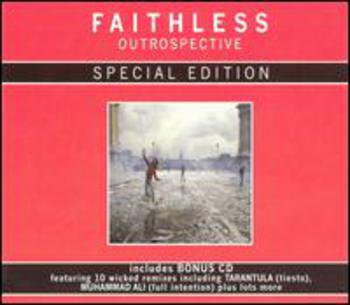 FAITHLESS
OUTROSPECTIVE
SPECIAL EDITION
includes BONUS CD
featuring 10 wicked remixes including TARANTULA (tiesto),
MUHAMMAD ALI (full intention) plus lots more